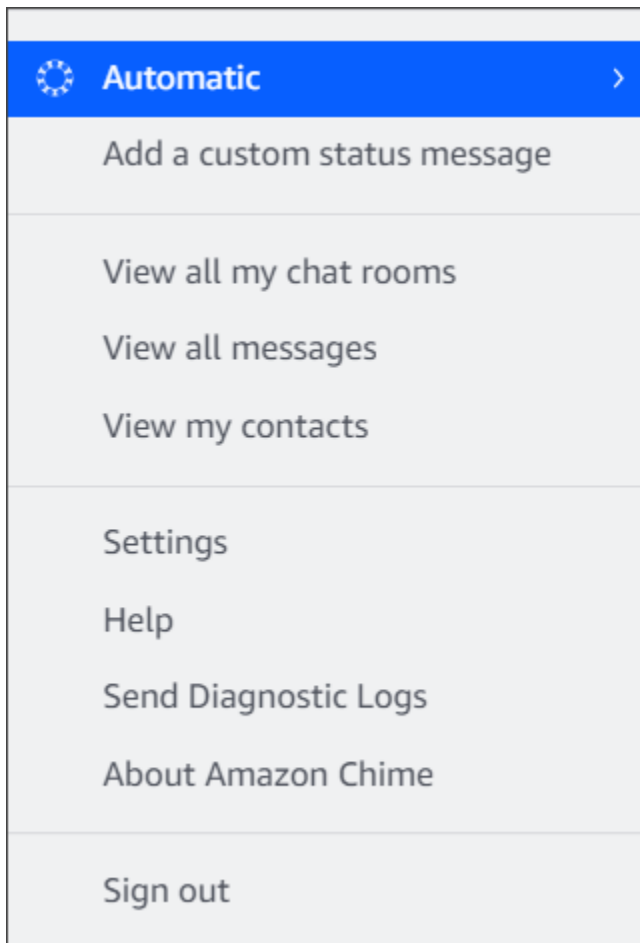 Automatic
Add a custom status message
View all my chat rooms
View all messages
View my contacts
Settings
Help
Send Diagnostic Logs
About Amazon Chime
Sign out